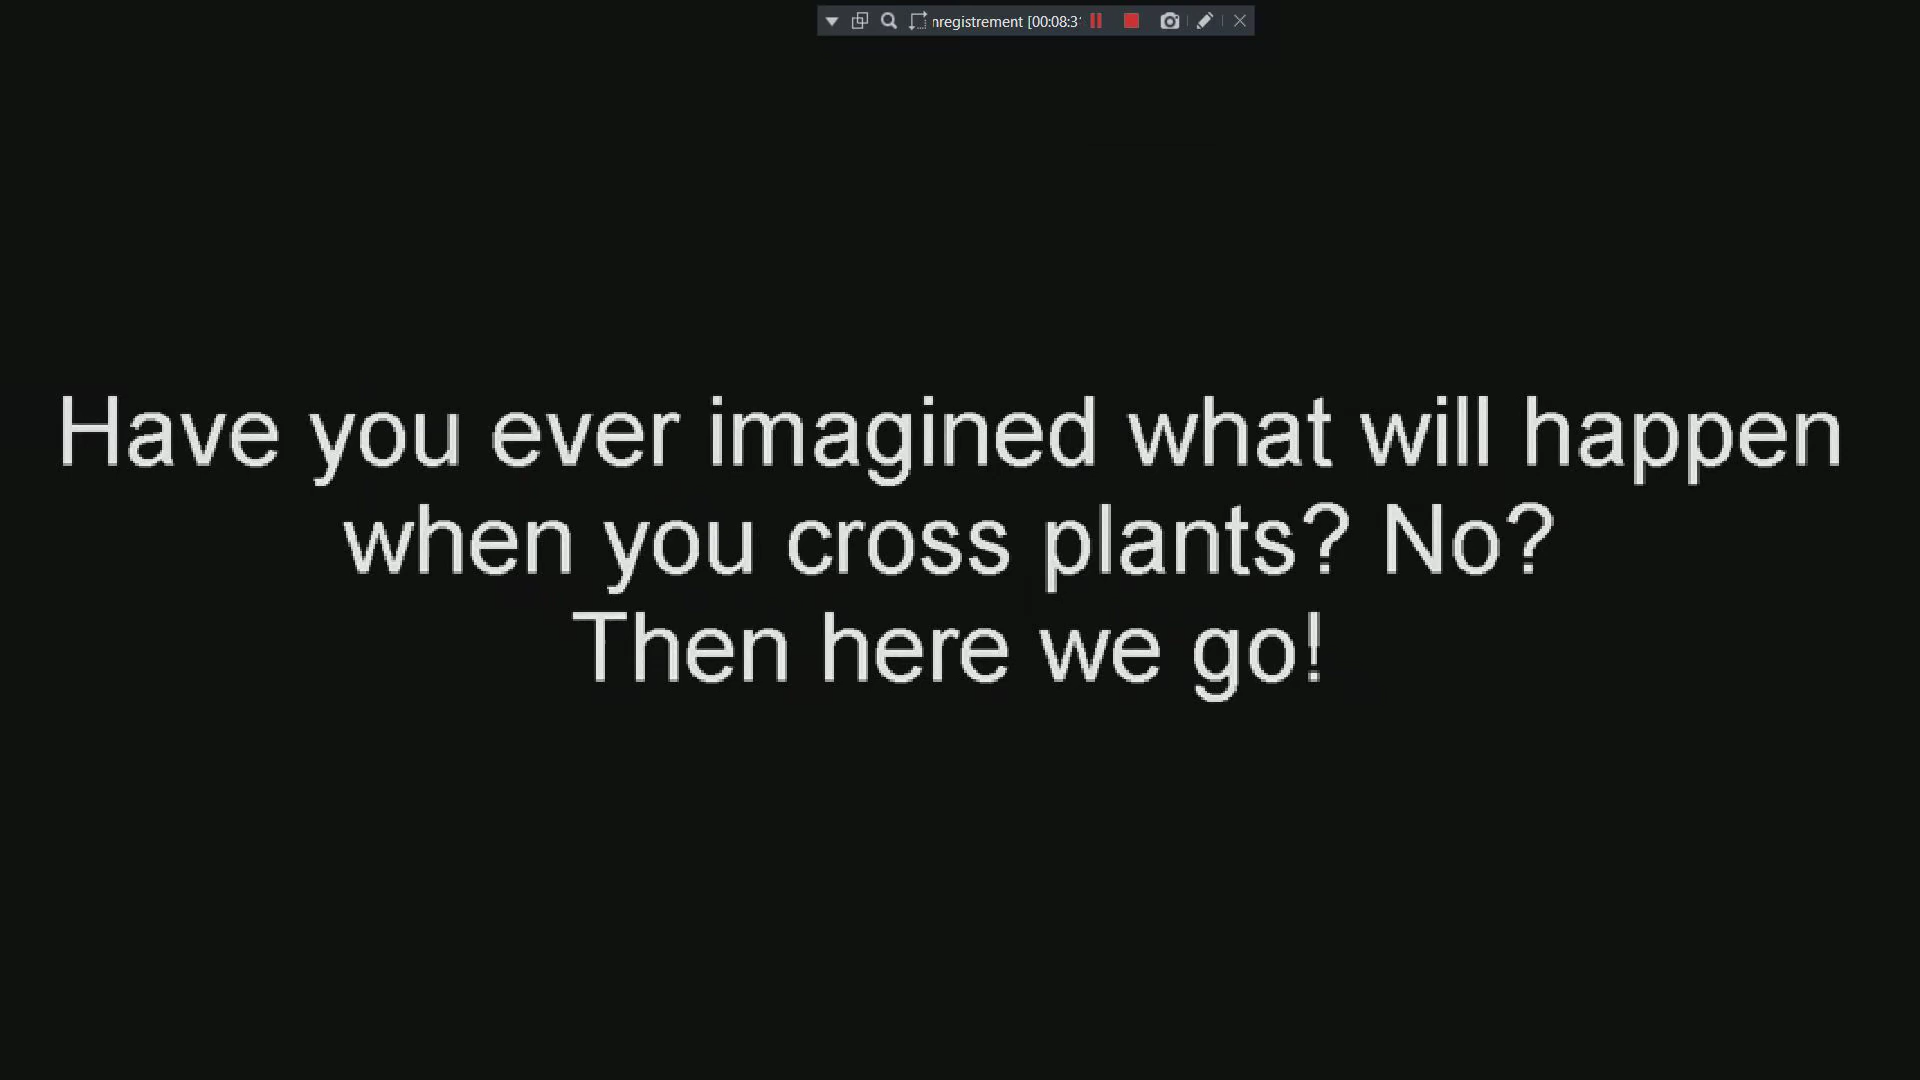 nregistrement [00:08:3
Have you ever imagined what will happen
when you cross plants? No?
Then here we go!